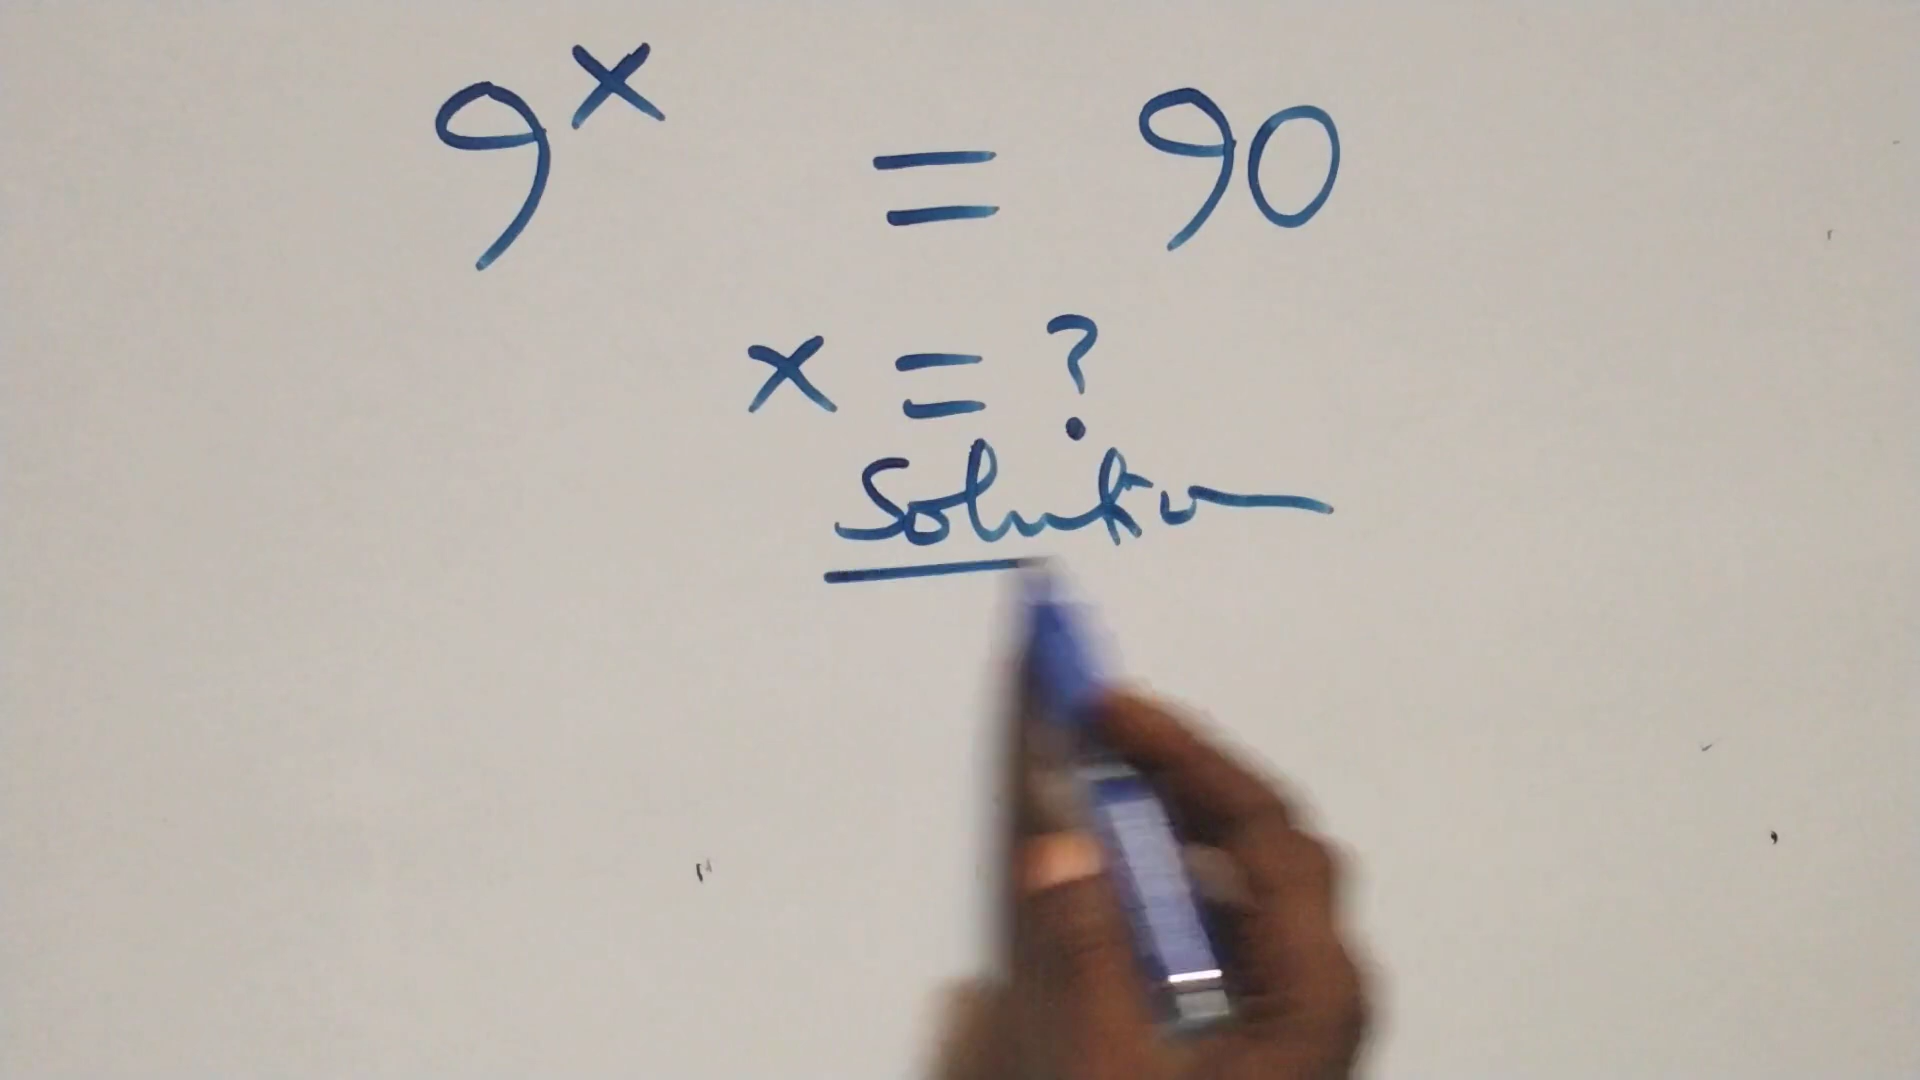 9^x = 90
x = ?
Solution